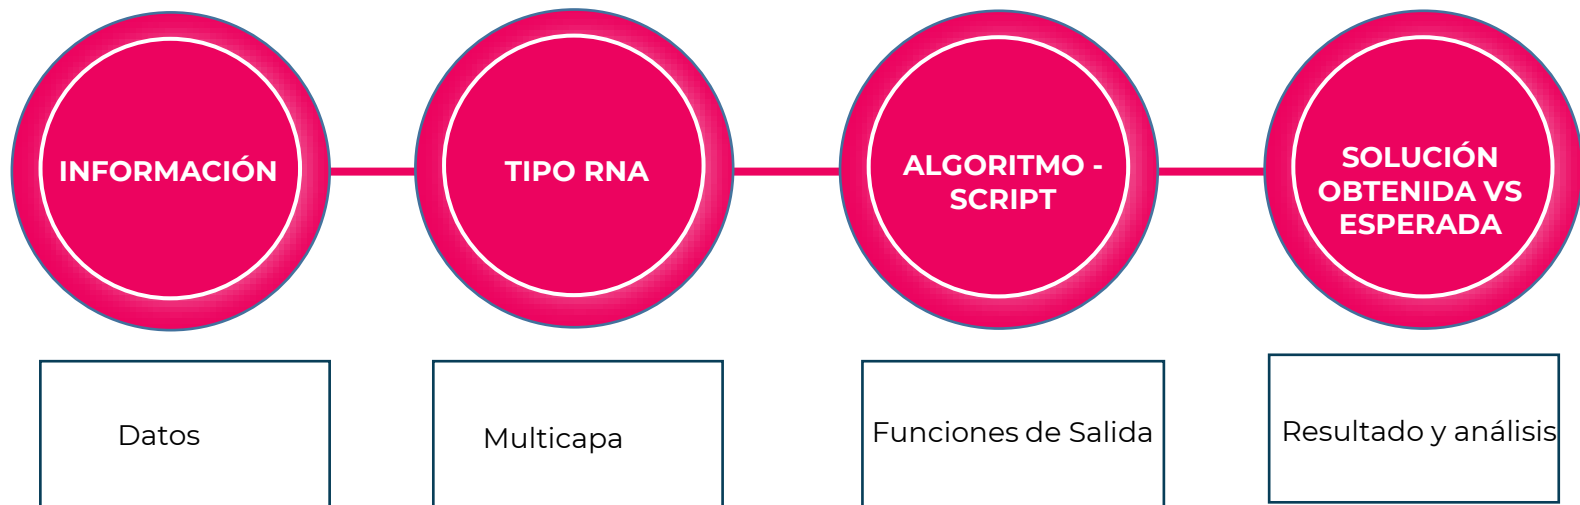 INFORMACIÓN
TIPO RNA
ALGORITMO -
SCRIPT
SOLUCIÓN
OBTENIDA VS
ESPERADA
Datos
Multicapa
Funciones de Salida
Resultado y análisis